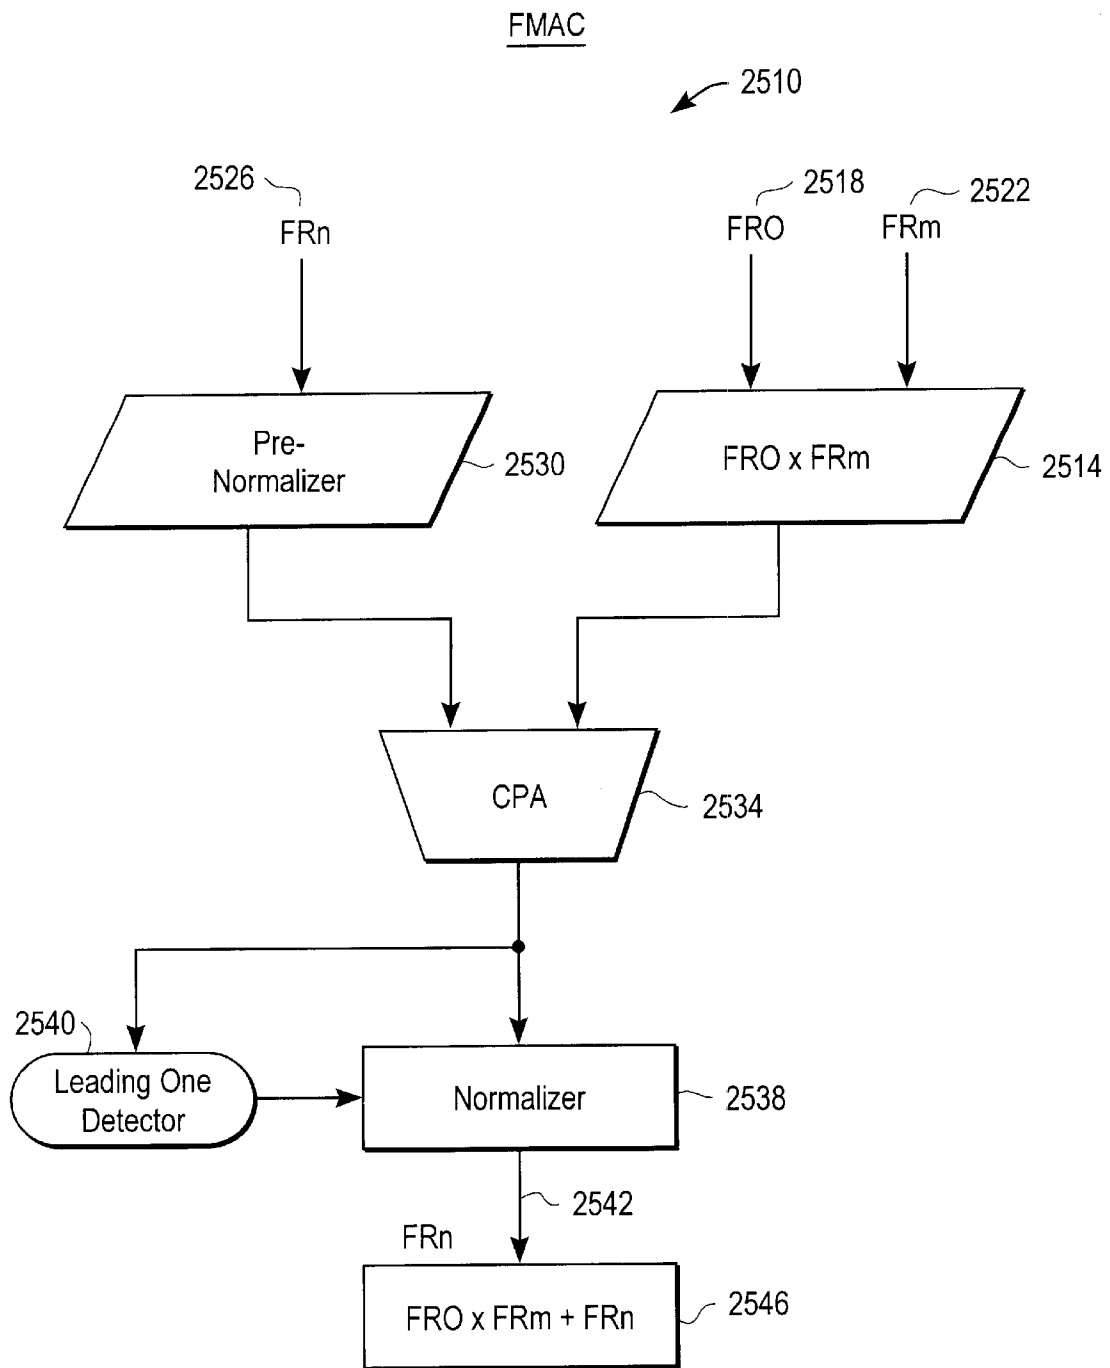 FMAC
2510
2526
2518
2522
FRn
FRO
FRm
Pre-
Normalizer
2530
FRO x FRm
2514
CPA
2534
2540
Leading One
Detector
Normalizer
2538
2542
FRn
FRO x FRm + FRn
2546